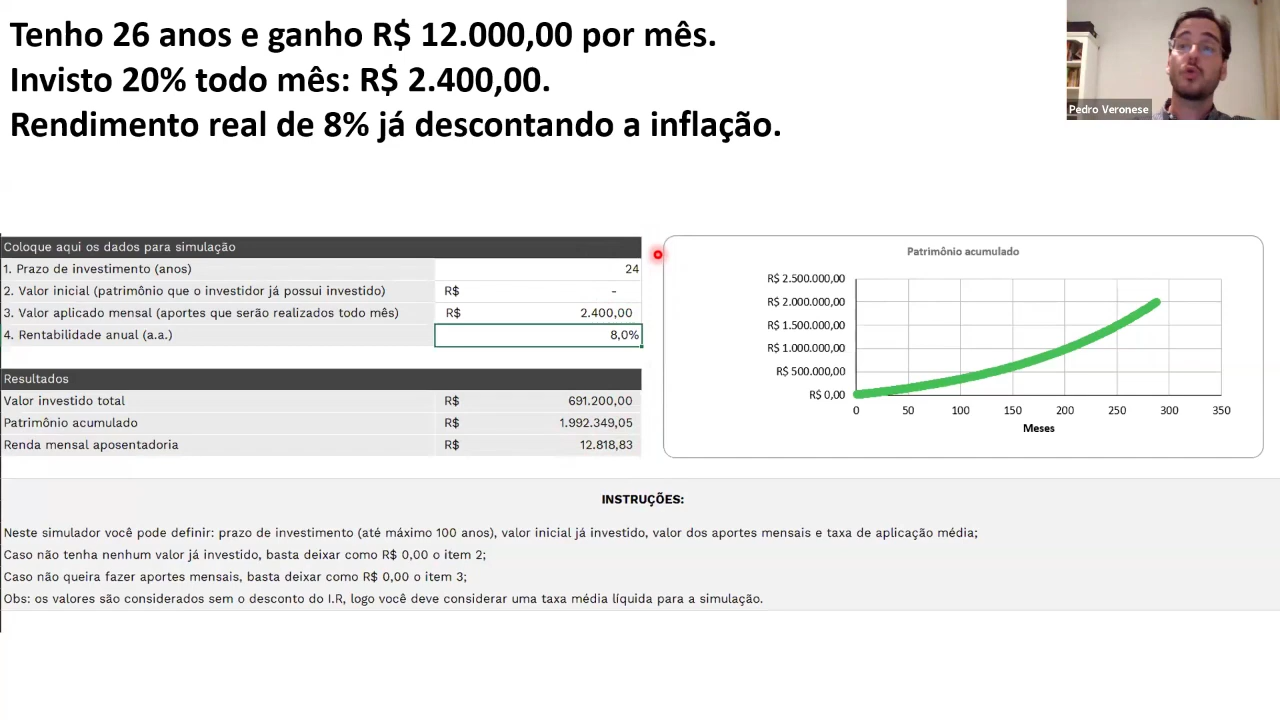 Tenho 26 anos e ganho R$ 12.000,00 por mês.
Invisto 20% todo mês: R$ 2.400,00.
Rendimento real de 8% já descontando a inflação.
Pedro Veronese
Coloque aqui os dados para simulação
1. Prazo de investimento (anos) 24
2. Valor inicial (patrimônio que o investidor já possui investido) R$ -
3. Valor aplicado mensal (aportes que serão realizados todo mês) R$ 2.400,00
4. Rentabilidade anual (a.a.) 8,0%
Resultados
Valor investido total R$ 691.200,00
Patrimônio acumulado R$ 1.992.349,05
Renda mensal aposentadoria R$ 12.818,83
Patrimônio acumulado
R$ 2.500.000,00
R$ 2.000.000,00
R$ 1.500.000,00
R$ 1.000.000,00
R$ 500.000,00
R$ 0,00
0 50 100 150 200 250 300 350
Meses
INSTRUÇÕES:
Neste simulador você pode definir: prazo de investimento (até máximo 100 anos), valor inicial já investido, valor dos aportes mensais e taxa de aplicação média;
Caso não tenha nenhum valor já investido, basta deixar como R$ 0,00 o item 2;
Caso não queira fazer aportes mensais, basta deixar como R$ 0,00 o item 3;
Obs: os valores são considerados sem o desconto do I.R, logo você deve considerar uma taxa média líquida para a simulação.